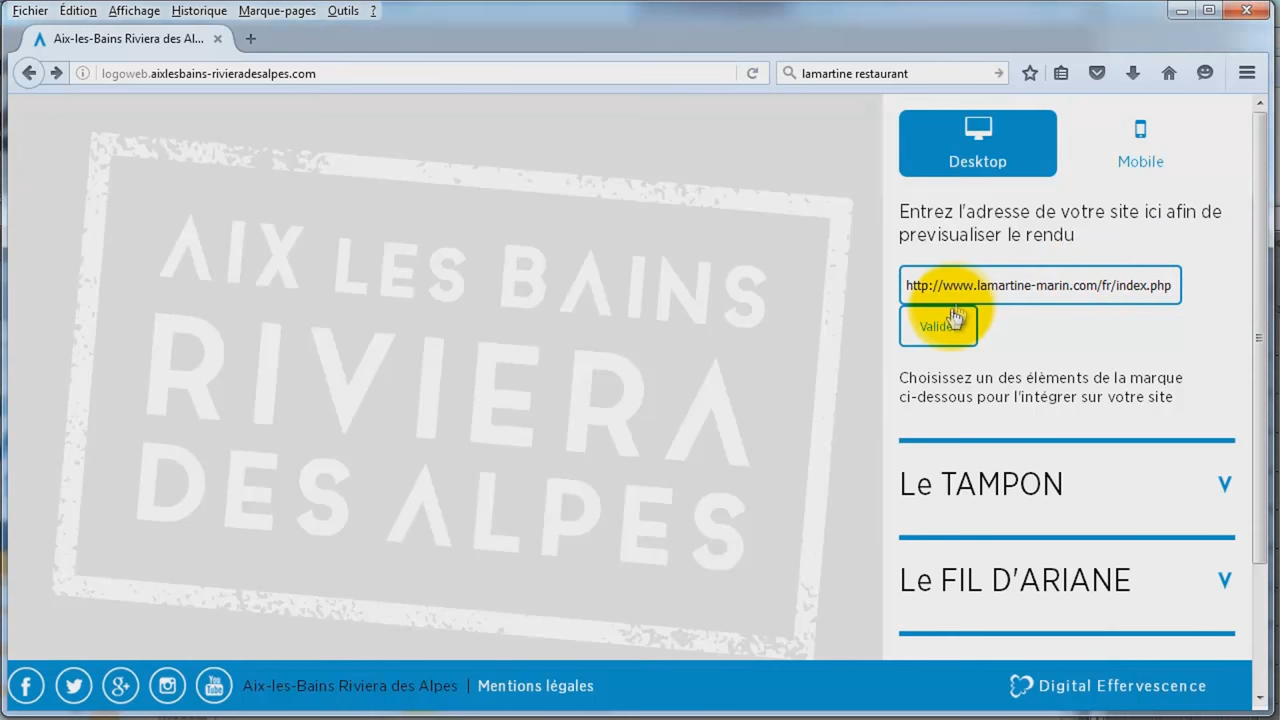 Fichier Édition Affichage Historique Marque-pages Outils ?
Aix-les-Bains Riviera des Al...
logoweb.aixlesbains-rivieradesalpes.com
lamartine restaurant
AIX LES BAINS
RIVIERA
DES ALPES
Desktop
Mobile
Entrez l'adresse de votre site ici afin de
previsualiser le rendu
http://www.lamartine-marin.com/fr/index.php
Valider
Choisissez un des élèments de la marque
ci-dessous pour l'intégrer sur votre site
Le TAMPON
Le FIL D'ARIANE
You Tube
Aix-les-Bains Riviera des Alpes | Mentions légales
Digital Effervescence